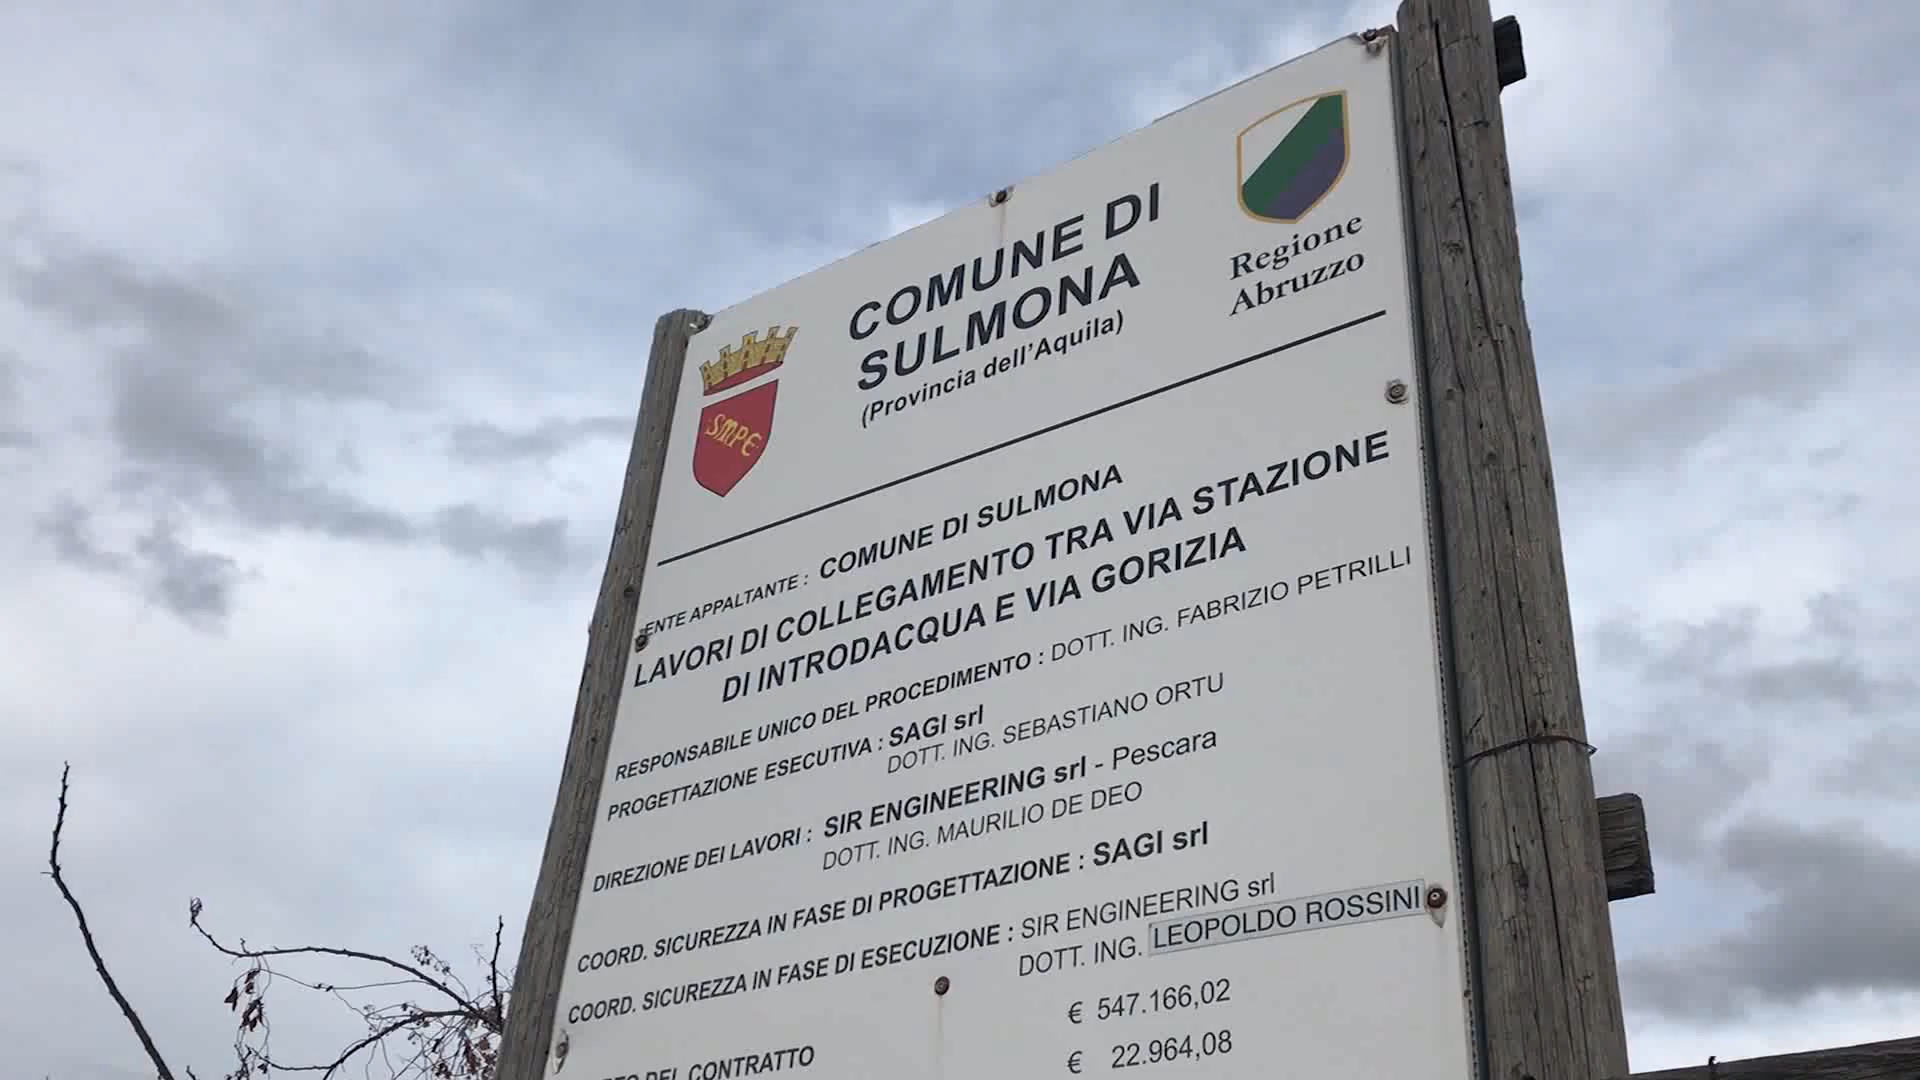 COMUNE DI
SULMONA
(Provincia dell'Aquila)
Regione
Abruzzo
SMPE
ENTE APPALTANTE : COMUNE DI SULMONA
LAVORI DI COLLEGAMENTO TRA VIA STAZIONE
DI INTRODACQUA E VIA GORIZIA
RESPONSABILE UNICO DEL PROCEDIMENTO : DOTT. ING. FABRIZIO PETRILLI
PROGETTAZIONE ESECUTIVA : SAGI srl
DOTT. ING. SEBASTIANO ORTU
DIREZIONE DEI LAVORI : SIR ENGINEERING srl - Pescara
DOTT. ING. MAURILIO DE DEO
COORD. SICUREZZA IN FASE DI PROGETTAZIONE : SAGI srl
COORD. SICUREZZA IN FASE DI ESECUZIONE : SIR ENGINEERING srl
DOTT. ING. LEOPOLDO ROSSINI
€ 547.166,02
DEL CONTRATTO € 22.964,08